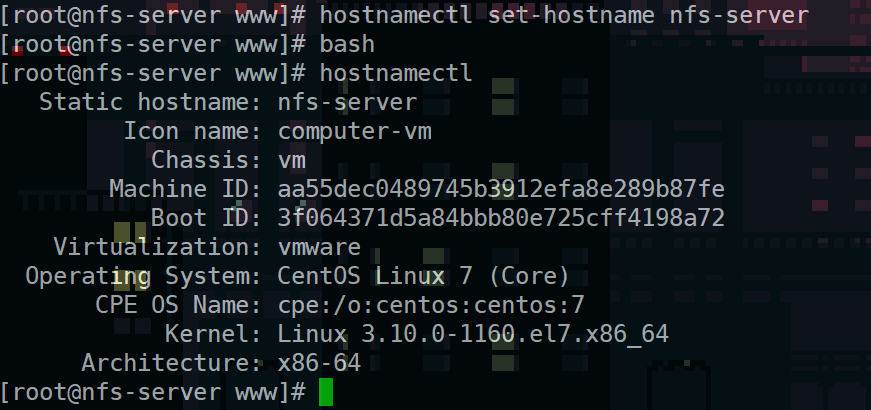 [root@nfs-server www]# hostnamectl set-hostname nfs-server
[root@nfs-server www]# bash
[root@nfs-server www]# hostnamectl
Static hostname: nfs-server
Icon name: computer-vm
Chassis: vm
Machine ID: aa55dec0489745b3912efa8e289b87fe
Boot ID: 3f064371d5a84bbb80e725cff4198a72
Virtualization: vmware
Operating System: CentOS Linux 7 (Core)
CPE OS Name: cpe:/o:centos:centos:7
Kernel: Linux 3.10.0-1160.el7.x86_64
Architecture: x86-64
[root@nfs-server www]#